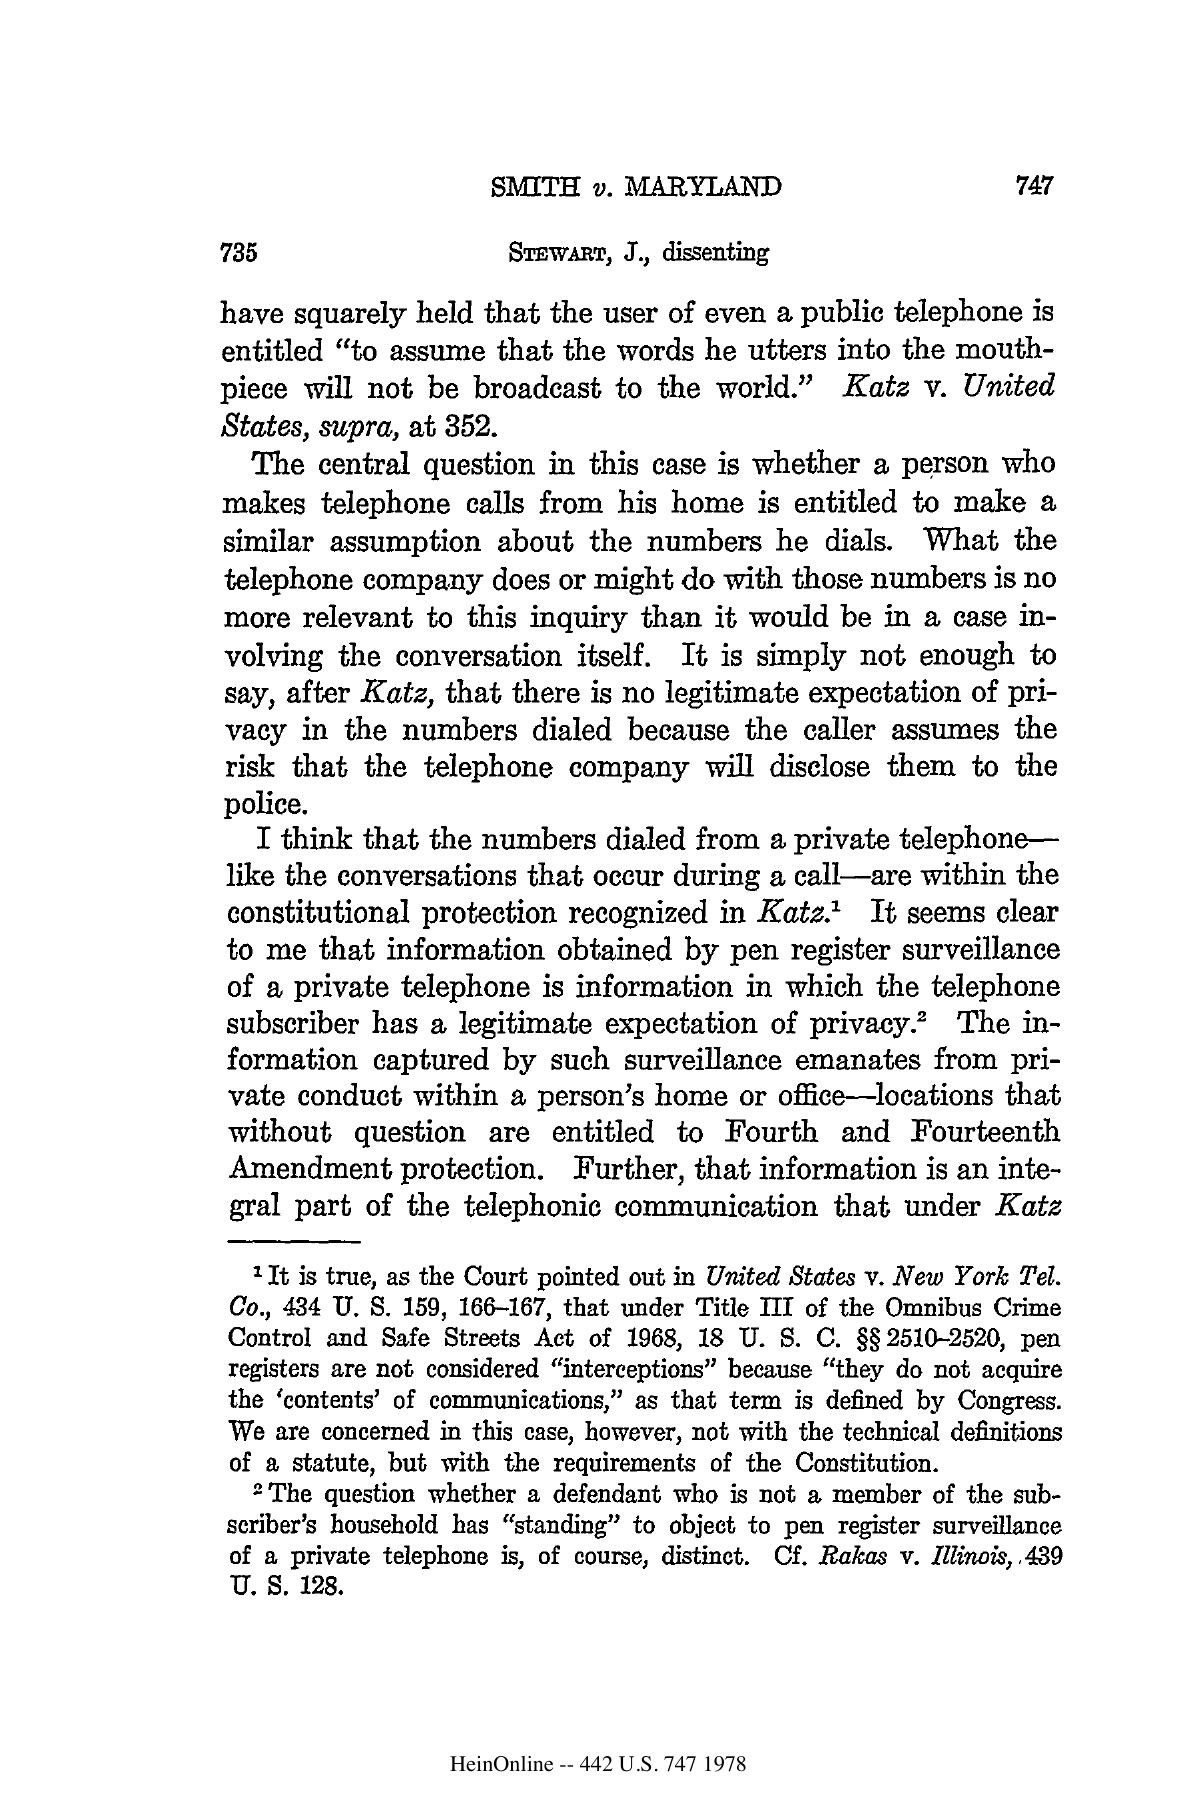 SMITH v. MARYLAND 747
735 STEWART, J., dissenting
have squarely held that the user of even a public telephone is
entitled "to assume that the words he utters into the mouth-
piece will not be broadcast to the world." Katz v. United
States, supra, at 352.
The central question in this case is whether a person who
makes telephone calls from his home is entitled to make a
similar assumption about the numbers he dials. What the
telephone company does or might do with those numbers is no
more relevant to this inquiry than it would be in a case in-
volving the conversation itself. It is simply not enough to
say, after Katz, that there is no legitimate expectation of pri-
vacy in the numbers dialed because the caller assumes the
risk that the telephone company will disclose them to the
police.
I think that the numbers dialed from a private telephone—
like the conversations that occur during a call—are within the
constitutional protection recognized in Katz.¹ It seems clear
to me that information obtained by pen register surveillance
of a private telephone is information in which the telephone
subscriber has a legitimate expectation of privacy.² The in-
formation captured by such surveillance emanates from pri-
vate conduct within a person's home or office—locations that
without question are entitled to Fourth and Fourteenth
Amendment protection. Further, that information is an inte-
gral part of the telephonic communication that under Katz
¹ It is true, as the Court pointed out in United States v. New York Tel.
Co., 434 U. S. 159, 166–167, that under Title III of the Omnibus Crime
Control and Safe Streets Act of 1968, 18 U. S. C. §§ 2510–2520, pen
registers are not considered "interceptions" because "they do not acquire
the 'contents' of communications," as that term is defined by Congress.
We are concerned in this case, however, not with the technical definitions
of a statute, but with the requirements of the Constitution.
² The question whether a defendant who is not a member of the sub-
scriber's household has "standing" to object to pen register surveillance
of a private telephone is, of course, distinct. Cf. Rakas v. Illinois, 439
U. S. 128.
HeinOnline -- 442 U.S. 747 1978